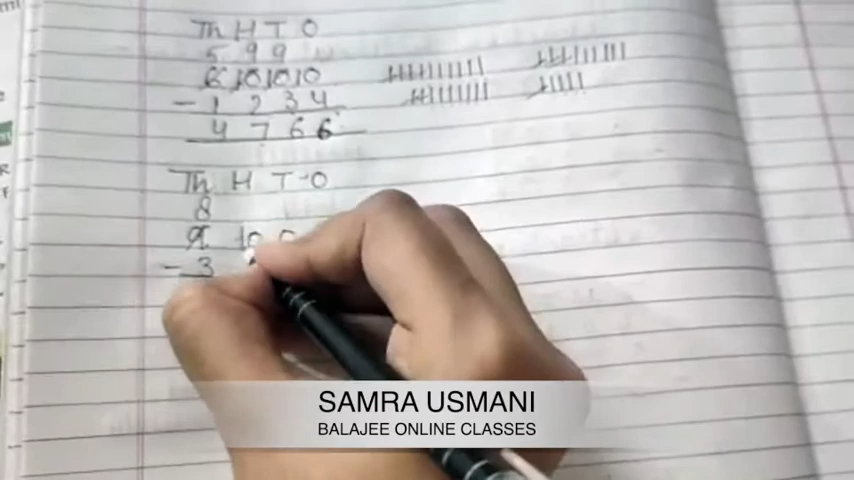 Th H T O
5 9 9
6 10 10 10
- 1 2 3 4
4 7 6 6
Th H T O
8
9 10 0
- 3
SAMRA USMANI
BALAJEE ONLINE CLASSES